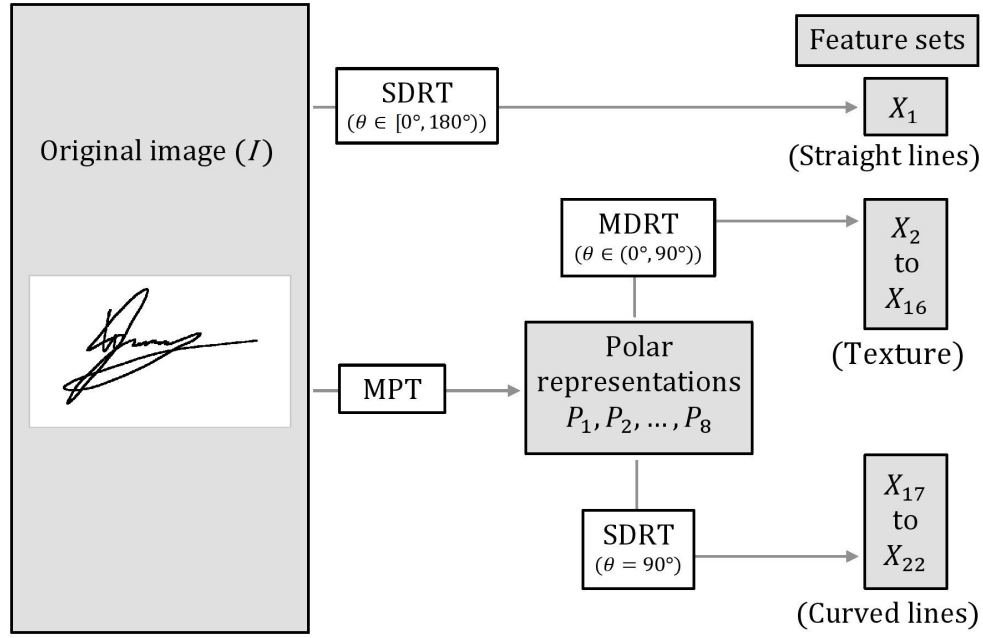 Feature sets
SDRT
(θ ∈ [0°, 180°))
X₁
(Straight lines)
Original image (I)
MDRT
(θ ∈ (0°, 90°))
X₂
to
X₁₆
(Texture)
MPT
Polar
representations
P₁, P₂, ..., P₈
SDRT
(θ = 90°)
X₁₇
to
X₂₂
(Curved lines)